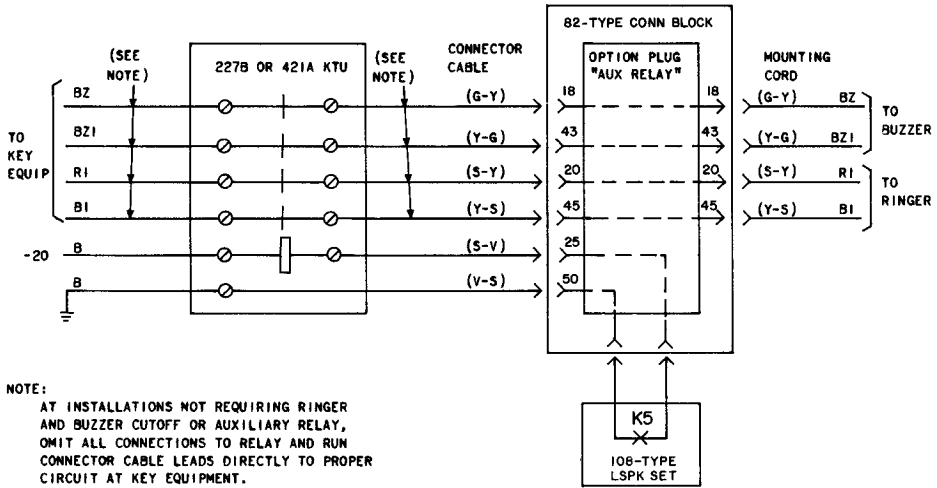 82-TYPE CONN BLOCK
(SEE
NOTE)
227B OR 421A KTU
(SEE
NOTE)
CONNECTOR
CABLE
OPTION PLUG
"AUX RELAY"
MOUNTING
CORD
BZ
(G-Y)
18
18
(G-Y)
BZ
TO
BUZZER
BZ1
(Y-G)
43
43
(Y-G)
BZ1
TO
KEY
EQUIP
R1
(S-Y)
20
20
(S-Y)
R1
TO
RINGER
B1
(Y-S)
45
45
(Y-S)
B1
-20
B
(S-V)
25
B
(V-S)
50
K5
108-TYPE
LSPK SET
NOTE:
AT INSTALLATIONS NOT REQUIRING RINGER
AND BUZZER CUTOFF OR AUXILIARY RELAY,
OMIT ALL CONNECTIONS TO RELAY AND RUN
CONNECTOR CABLE LEADS DIRECTLY TO PROPER
CIRCUIT AT KEY EQUIPMENT.